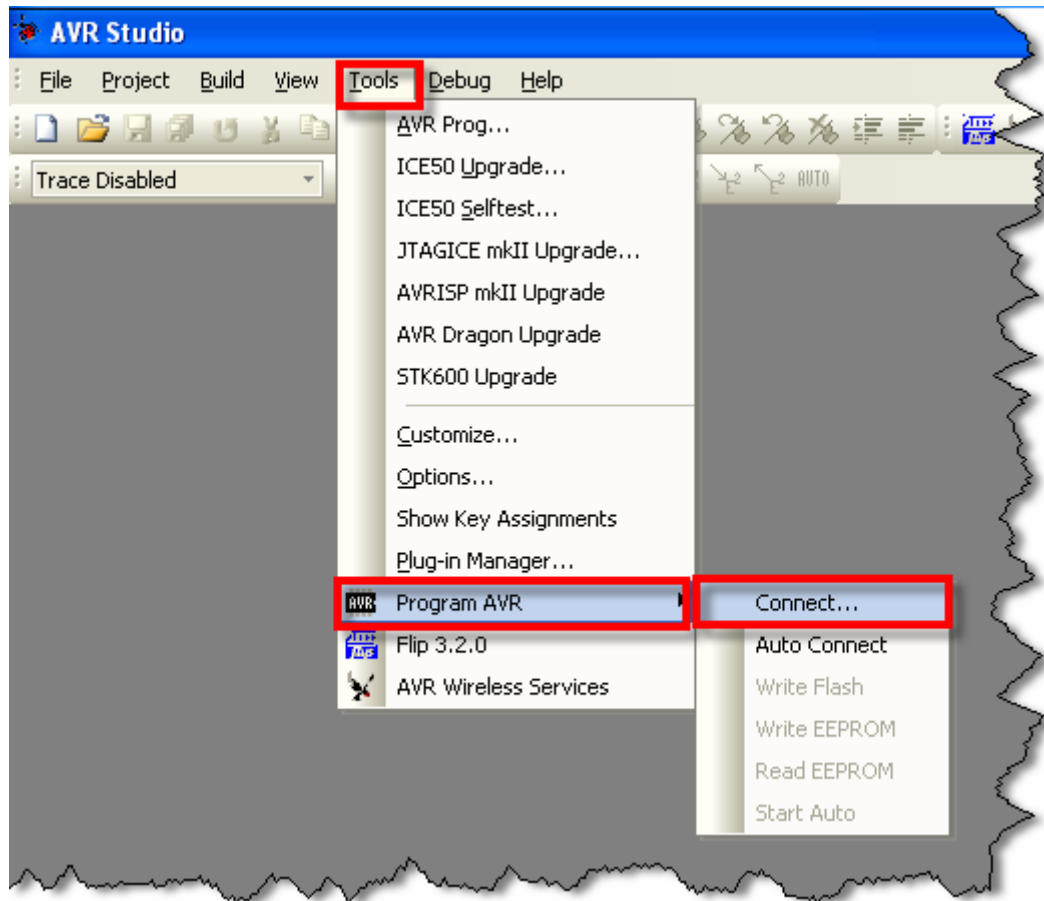 AVR Studio
File Project Build View Tools Debug Help
Trace Disabled
AUTO
AVR Prog...
ICE50 Upgrade...
ICE50 Selftest...
JTAGICE mkII Upgrade...
AVRISP mkII Upgrade
AVR Dragon Upgrade
STK600 Upgrade
Customize...
Options...
Show Key Assignments
Plug-in Manager...
AVR Program AVR
Flip 3.2.0
AVR Wireless Services
Connect...
Auto Connect
Write Flash
Write EEPROM
Read EEPROM
Start Auto